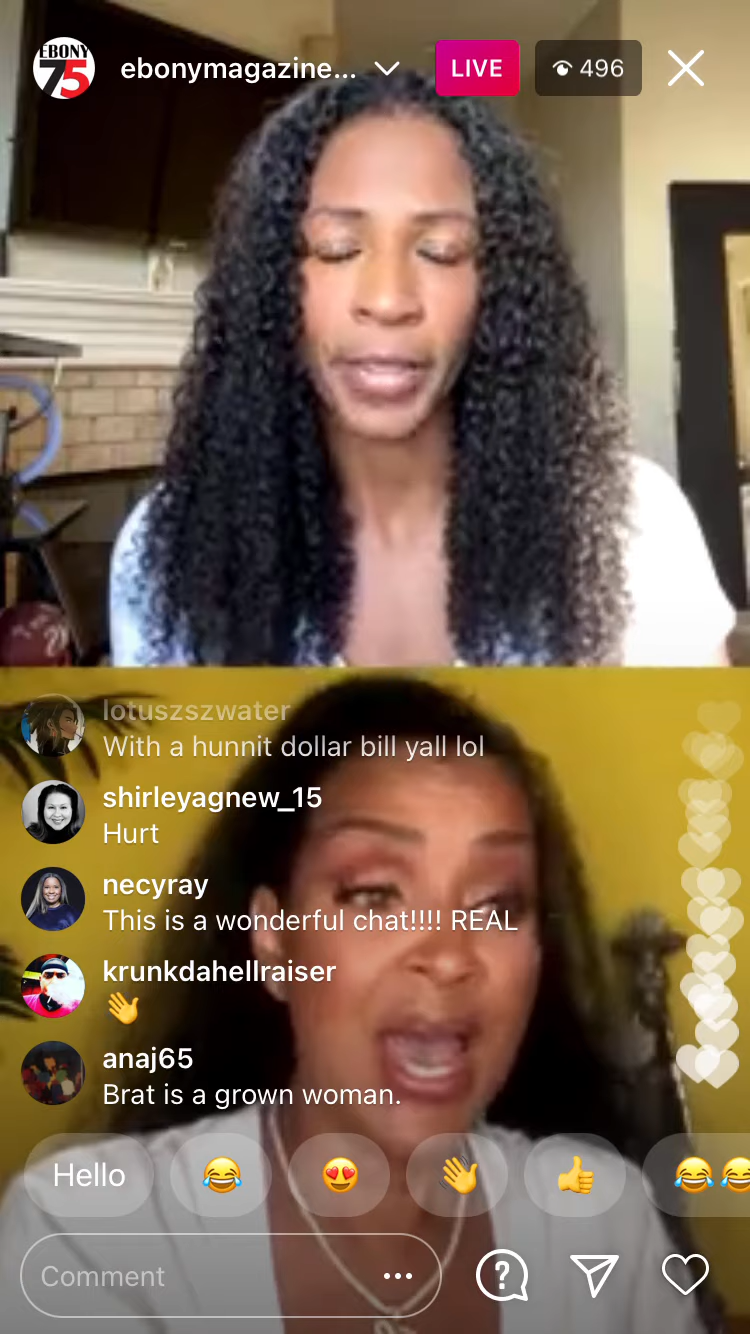 EBONY
75
ebonymagazine...
LIVE
496
lotuszszwater
With a hunnit dollar bill yall lol
shirleyagnew_15
Hurt
necyray
This is a wonderful chat!!!! REAL
krunkdahellraiser
👋
anaj65
Brat is a grown woman.
Hello 😂 😍 👋 👍 😂😂
Comment